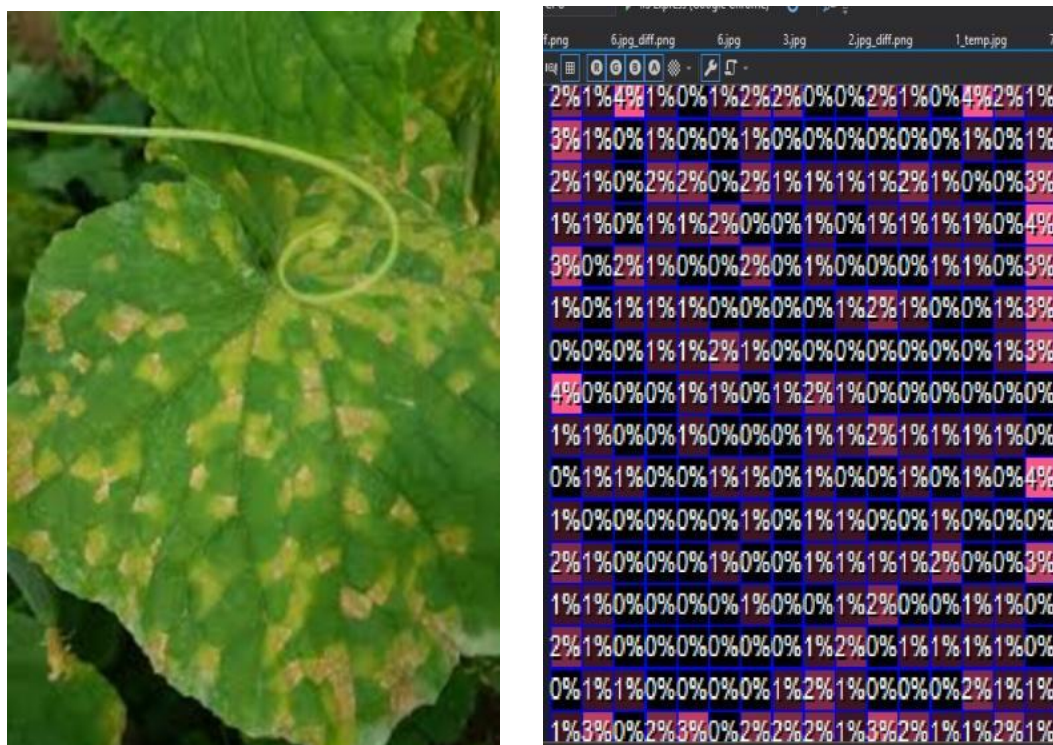 6.jpg_diff.png 6.jpg 3.jpg 2.jpg_diff.png 1_temp.jpg
R G B A
2% 1% 4% 1% 0% 1% 2% 2% 0% 0% 2% 1% 0% 4% 2% 1%
3% 1% 0% 1% 0% 1% 0% 0% 0% 0% 0% 0% 0% 1% 0% 1%
2% 1% 0% 2% 2% 0% 2% 1% 1% 1% 1% 2% 1% 0% 0% 3%
1% 1% 0% 1% 1% 2% 0% 0% 1% 0% 1% 1% 1% 1% 0% 4%
3% 0% 2% 1% 0% 0% 2% 0% 1% 0% 0% 0% 1% 1% 0% 3%
1% 0% 1% 1% 1% 0% 0% 0% 0% 1% 2% 1% 0% 0% 1% 3%
0% 0% 0% 1% 1% 2% 1% 0% 0% 0% 0% 0% 0% 0% 1% 3%
4% 0% 0% 0% 1% 1% 0% 1% 2% 1% 0% 0% 0% 0% 0% 0%
1% 1% 0% 0% 1% 0% 0% 0% 1% 1% 2% 1% 1% 1% 1% 0%
0% 1% 1% 0% 0% 1% 1% 0% 1% 0% 0% 1% 0% 1% 0% 4%
1% 0% 0% 0% 0% 0% 1% 0% 1% 1% 0% 0% 1% 0% 0% 0%
2% 1% 0% 0% 0% 1% 0% 0% 1% 1% 1% 1% 2% 0% 0% 3%
1% 1% 0% 0% 0% 0% 1% 0% 0% 1% 2% 0% 0% 1% 1% 0%
2% 1% 0% 0% 0% 0% 0% 0% 1% 2% 0% 1% 1% 1% 1% 0%
0% 1% 1% 0% 0% 0% 0% 1% 2% 1% 0% 0% 0% 2% 1% 1%
1% 3% 0% 2% 3% 0% 2% 2% 2% 1% 3% 2% 1% 1% 2% 1%